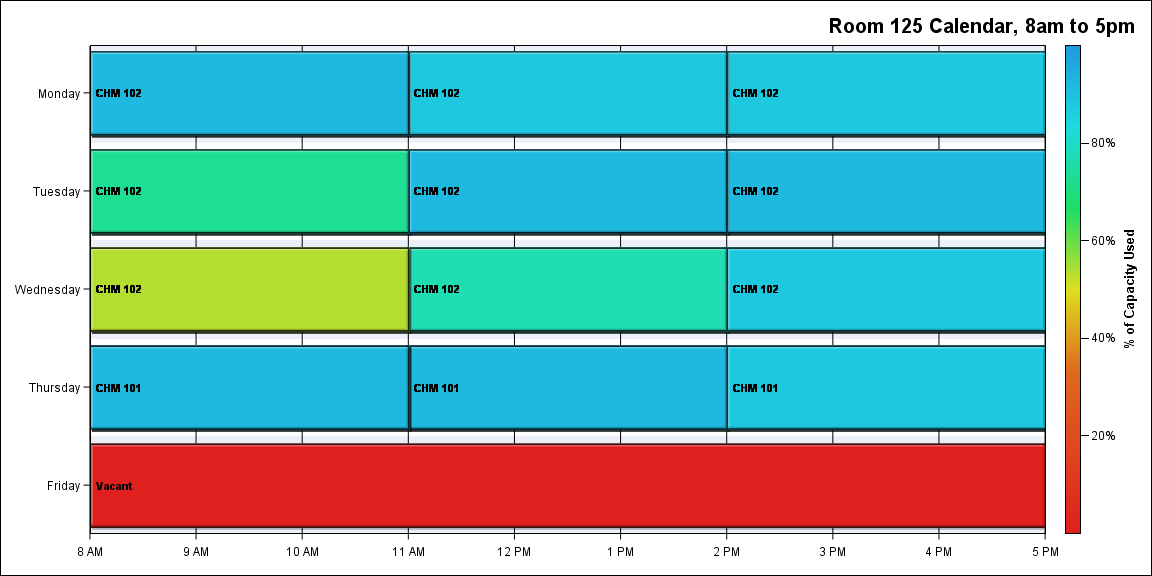 Room 125 Calendar, 8am to 5pm
Monday
CHM 102
CHM 102
CHM 102
Tuesday
CHM 102
CHM 102
CHM 102
Wednesday
CHM 102
CHM 102
CHM 102
Thursday
CHM 101
CHM 101
CHM 101
Friday
Vacant
8 AM
9 AM
10 AM
11 AM
12 PM
1 PM
2 PM
3 PM
4 PM
5 PM
80%
60%
40%
20%
% of Capacity Used